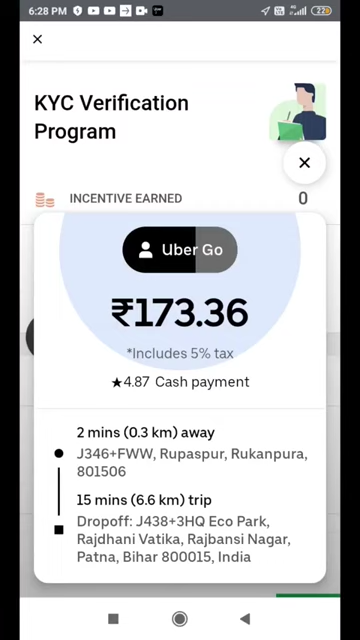 6:28 PM
22
KYC Verification
Program
INCENTIVE EARNED 0
Uber Go
₹173.36
*Includes 5% tax
★4.87 Cash payment
2 mins (0.3 km) away
J346+FWW, Rupaspur, Rukanpura,
801506
15 mins (6.6 km) trip
Dropoff: J438+3HQ Eco Park,
Rajdhani Vatika, Rajbansi Nagar,
Patna, Bihar 800015, India